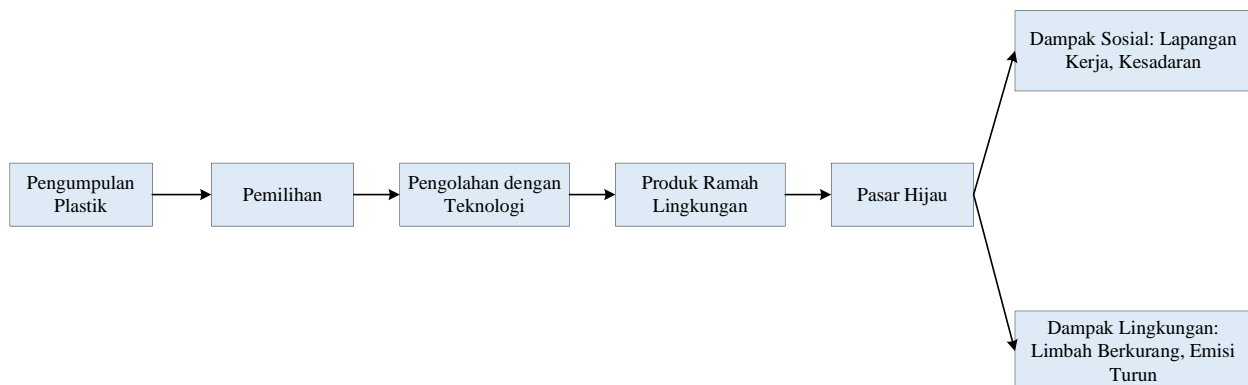 Dampak Sosial: Lapangan
Kerja, Kesadaran
Pengumpulan
Plastik
Pemilihan
Pengolahan dengan
Teknologi
Produk Ramah
Lingkungan
Pasar Hijau
Dampak Lingkungan:
Limbah Berkurang, Emisi
Turun